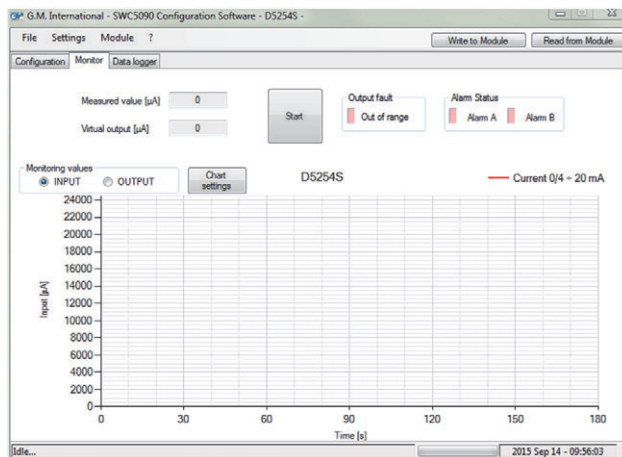 G.M. International - SWC5090 Configuration Software - D5254S -
File Settings Module ?
Write to Module Read from Module
Configuration Monitor Data logger
Measured value [µA] 0
Virtual output [µA] 0
Start
Output fault
Out of range
Alarm Status
Alarm A Alarm B
Monitoring values
INPUT OUTPUT
Chart
settings
D5254S
Current 0/4 ÷ 20 mA
Input [µA]
24000
22000
20000
18000
16000
14000
12000
10000
8000
6000
4000
2000
0
0 30 60 90 120 150 180
Time [s]
Idle...
2015 Sep 14 - 09:56:03